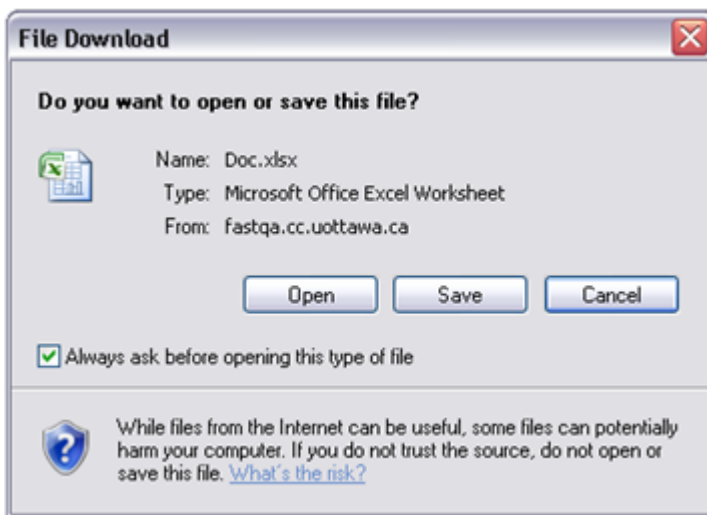 File Download
Do you want to open or save this file?
Name: Doc.xlsx
Type: Microsoft Office Excel Worksheet
From: fastqa.cc.uottawa.ca
Open Save Cancel
Always ask before opening this type of file
While files from the Internet can be useful, some files can potentially
harm your computer. If you do not trust the source, do not open or
save this file. What's the risk?